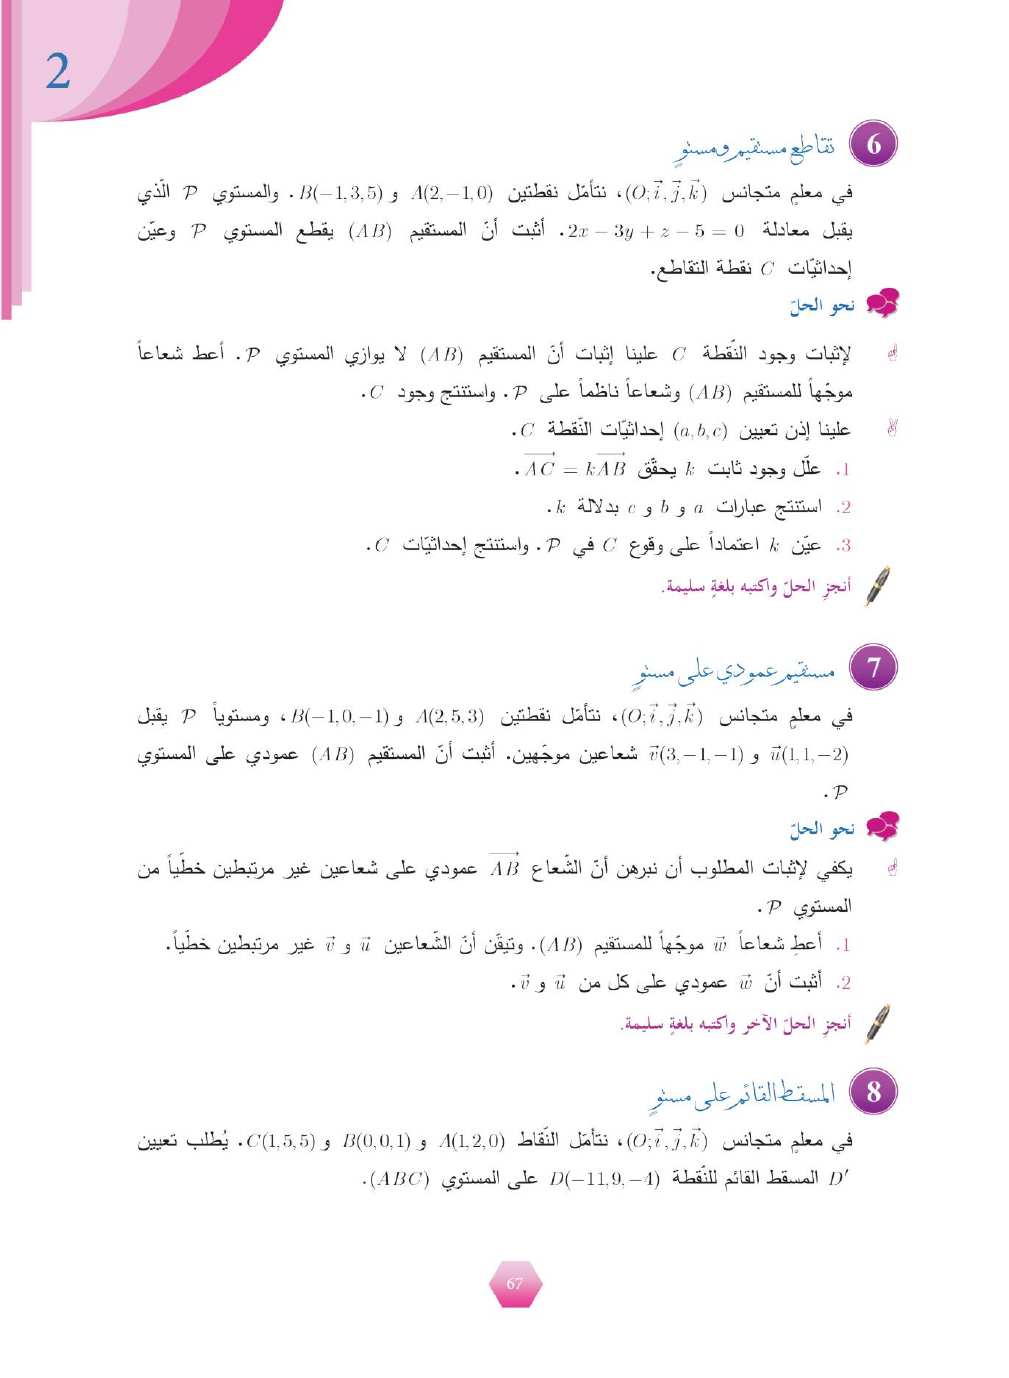 2
6 تقاطع مستقيم ومستوٍ
في معلمٍ متجانس (O; i⃗, j⃗, k⃗)، نتأمّل نقطتين A(2,−1,0) و B(−1,3,5). والمستوي 𝒫 الّذي
يقبل معادلة 2x − 3y + z − 5 = 0. أثبت أنّ المستقيم (AB) يقطع المستوي 𝒫 وعيّن
إحداثيّات C نقطة التقاطع.
نحو الحلّ
لإثبات وجود النّقطة C علينا إثبات أنّ المستقيم (AB) لا يوازي المستوي 𝒫. أعط شعاعاً
موجّهاً للمستقيم (AB) وشعاعاً ناظماً على 𝒫. واستنتج وجود C.
علينا إذن تعيين (a,b,c) إحداثيّات النّقطة C.
1. علّل وجود ثابت k يحقّق AC⃗ = kAB⃗.
2. استنتج عبارات a و b و c بدلالة k.
3. عيّن k اعتماداً على وقوع C في 𝒫. واستنتج إحداثيّات C.
أنجزِ الحلّ واكتبه بلغةٍ سليمة.
7 مستقيم عمودي على مستوٍ
في معلمٍ متجانس (O; i⃗, j⃗, k⃗)، نتأمّل نقطتين A(2,5,3) و B(−1,0,−1)، ومستوياً 𝒫 يقبل
u⃗(1,1,−2) و v⃗(3,−1,−1) شعاعين موجّهين. أثبت أنّ المستقيم (AB) عمودي على المستوي
𝒫.
نحو الحلّ
يكفي لإثبات المطلوب أن نبرهن أنّ الشّعاع AB⃗ عمودي على شعاعين غير مرتبطين خطّياً من
المستوي 𝒫.
1. أعطِ شعاعاً w⃗ موجّهاً للمستقيم (AB). وتيقّن أنّ الشّعاعين u⃗ و v⃗ غير مرتبطين خطّياً.
2. أثبت أنّ w⃗ عمودي على كل من u⃗ و v⃗.
أنجزِ الحلّ الآخر واكتبه بلغةٍ سليمة.
8 المسقط القائم على مستوٍ
في معلمٍ متجانس (O; i⃗, j⃗, k⃗)، نتأمّل النّقاط A(1,2,0) و B(0,0,1) و C(1,5,5). يُطلب تعيين
D′ المسقط القائم للنّقطة D(−11,9,−4) على المستوي (ABC).
67